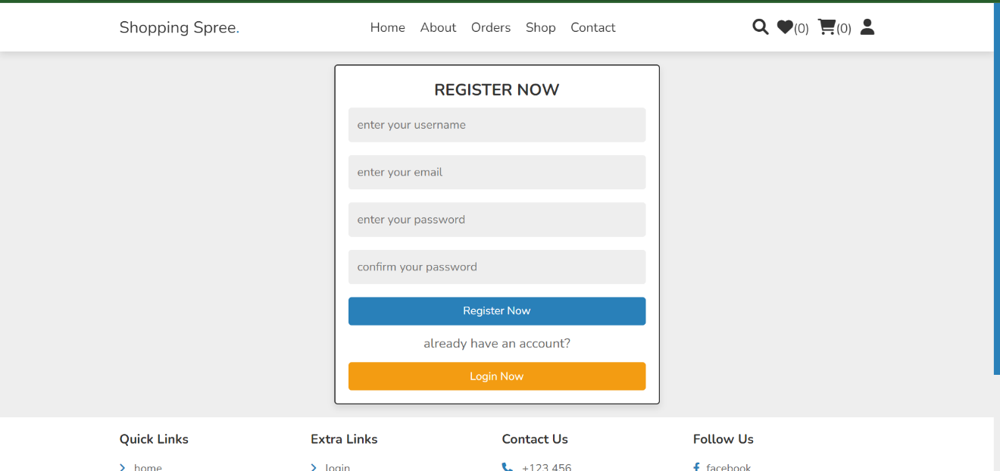 Shopping Spree.
Home About Orders Shop Contact
(0) (0)
REGISTER NOW
enter your username
enter your email
enter your password
confirm your password
Register Now
already have an account?
Login Now
Quick Links Extra Links Contact Us Follow Us
home login +123 456 facebook